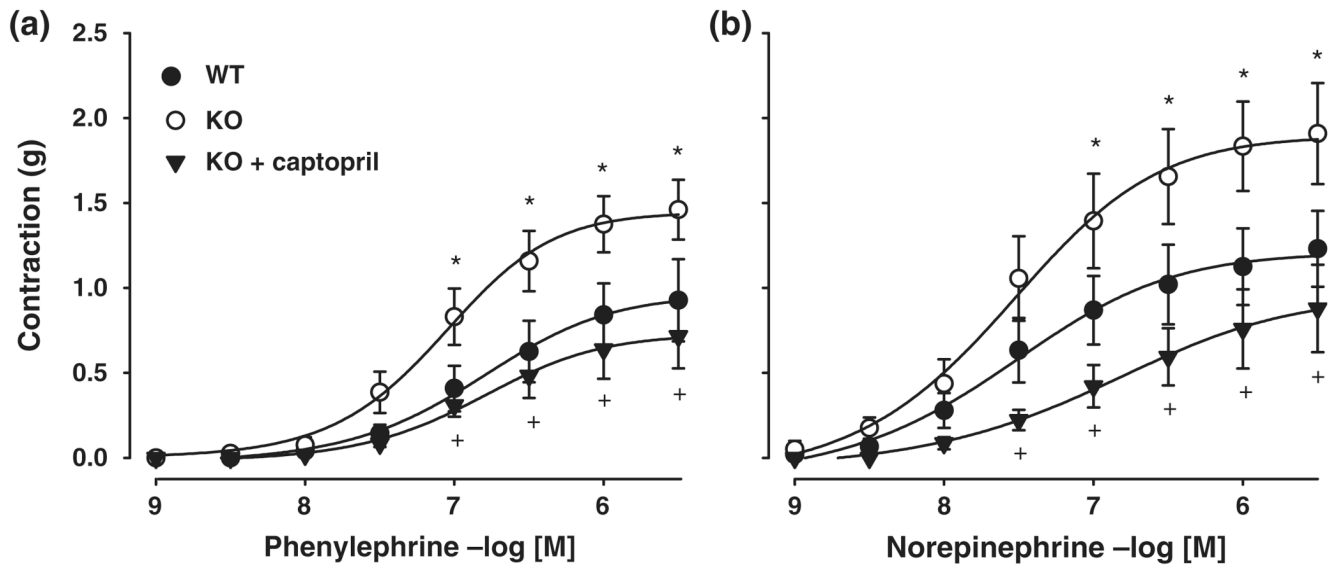 (a)
2.5
2.0
1.5
1.0
0.5
0.0
Contraction (g)
WT
KO
KO + captopril
* * * *
+ + + +
9 8 7 6
Phenylephrine –log [M]
(b)
* * * *
+ + + + +
9 8 7 6
Norepinephrine –log [M]